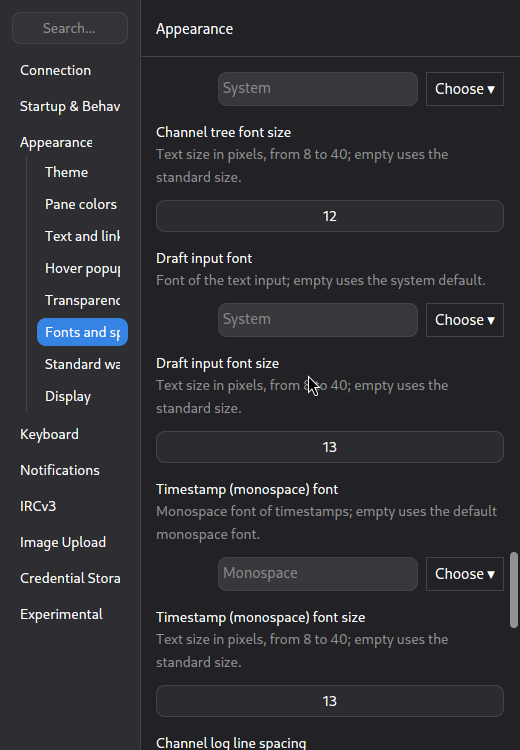 Search...
Connection
Startup & Behav
Appearance
Theme
Pane colors
Text and link
Hover popup
Transparenc
Fonts and sp
Standard wa
Display
Keyboard
Notifications
IRCv3
Image Upload
Credential Stora
Experimental
Appearance
System
Choose ▾
Channel tree font size
Text size in pixels, from 8 to 40; empty uses the
standard size.
12
Draft input font
Font of the text input; empty uses the system default.
System
Choose ▾
Draft input font size
Text size in pixels, from 8 to 40; empty uses the
standard size.
13
Timestamp (monospace) font
Monospace font of timestamps; empty uses the default
monospace font.
Monospace
Choose ▾
Timestamp (monospace) font size
Text size in pixels, from 8 to 40; empty uses the
standard size.
13
Channel log line spacing